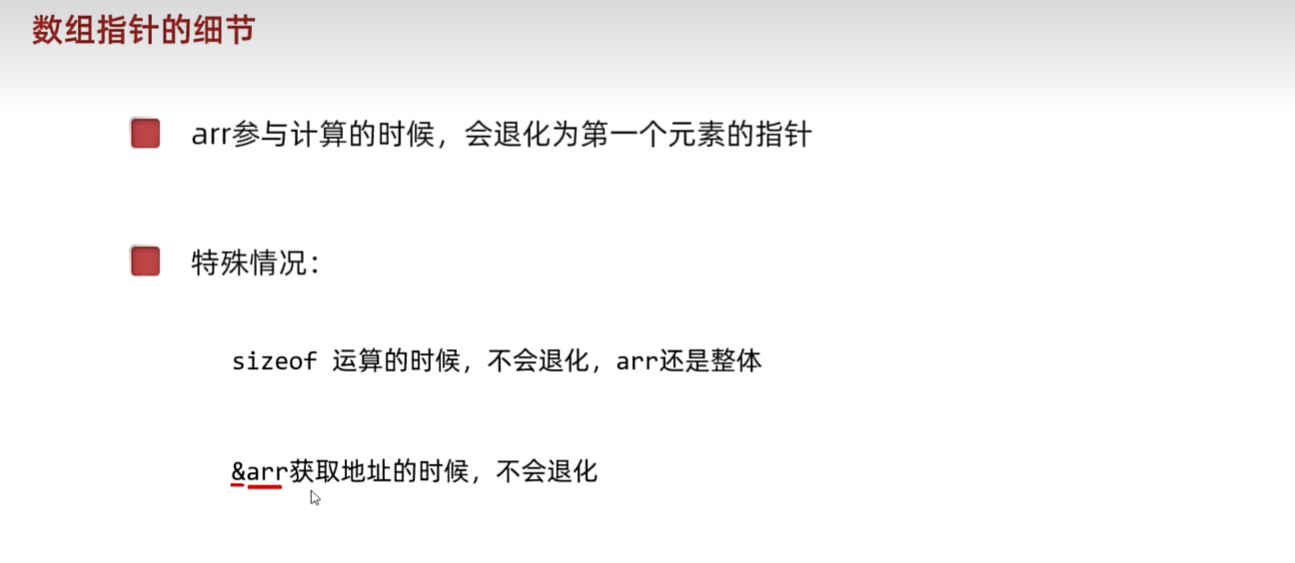 数组指针的细节
arr参与计算的时候，会退化为第一个元素的指针
特殊情况：
sizeof 运算的时候，不会退化，arr还是整体
&arr获取地址的时候，不会退化